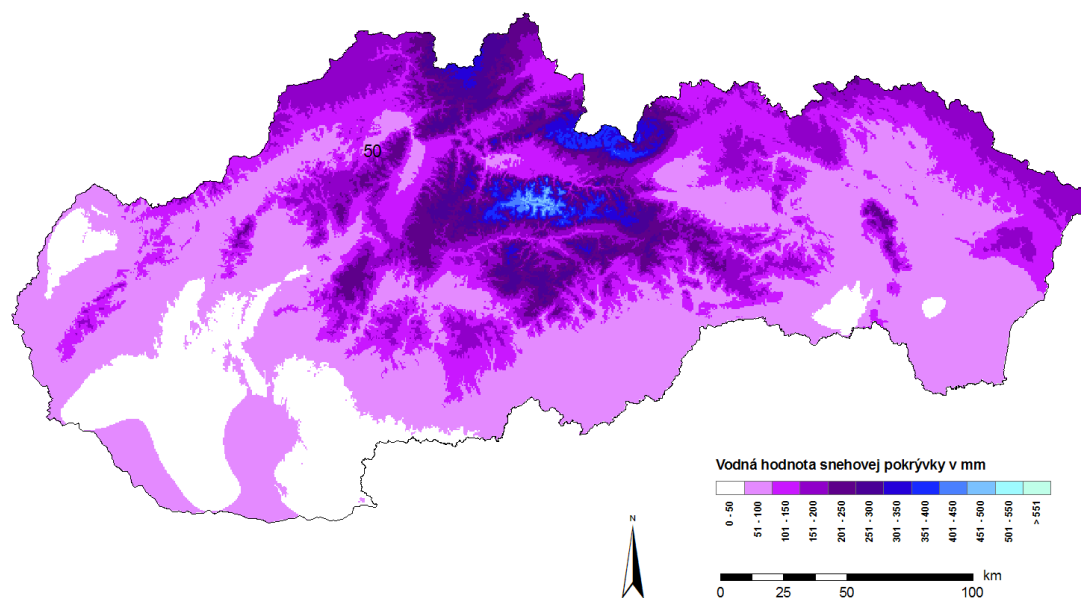 50
Vodná hodnota snehovej pokrývky v mm
0 - 50
51 - 100
101 - 150
151 - 200
201 - 250
251 - 300
301 - 350
351 - 400
401 - 450
451 - 500
501 - 550
> 551
N
km
0 25 50 100